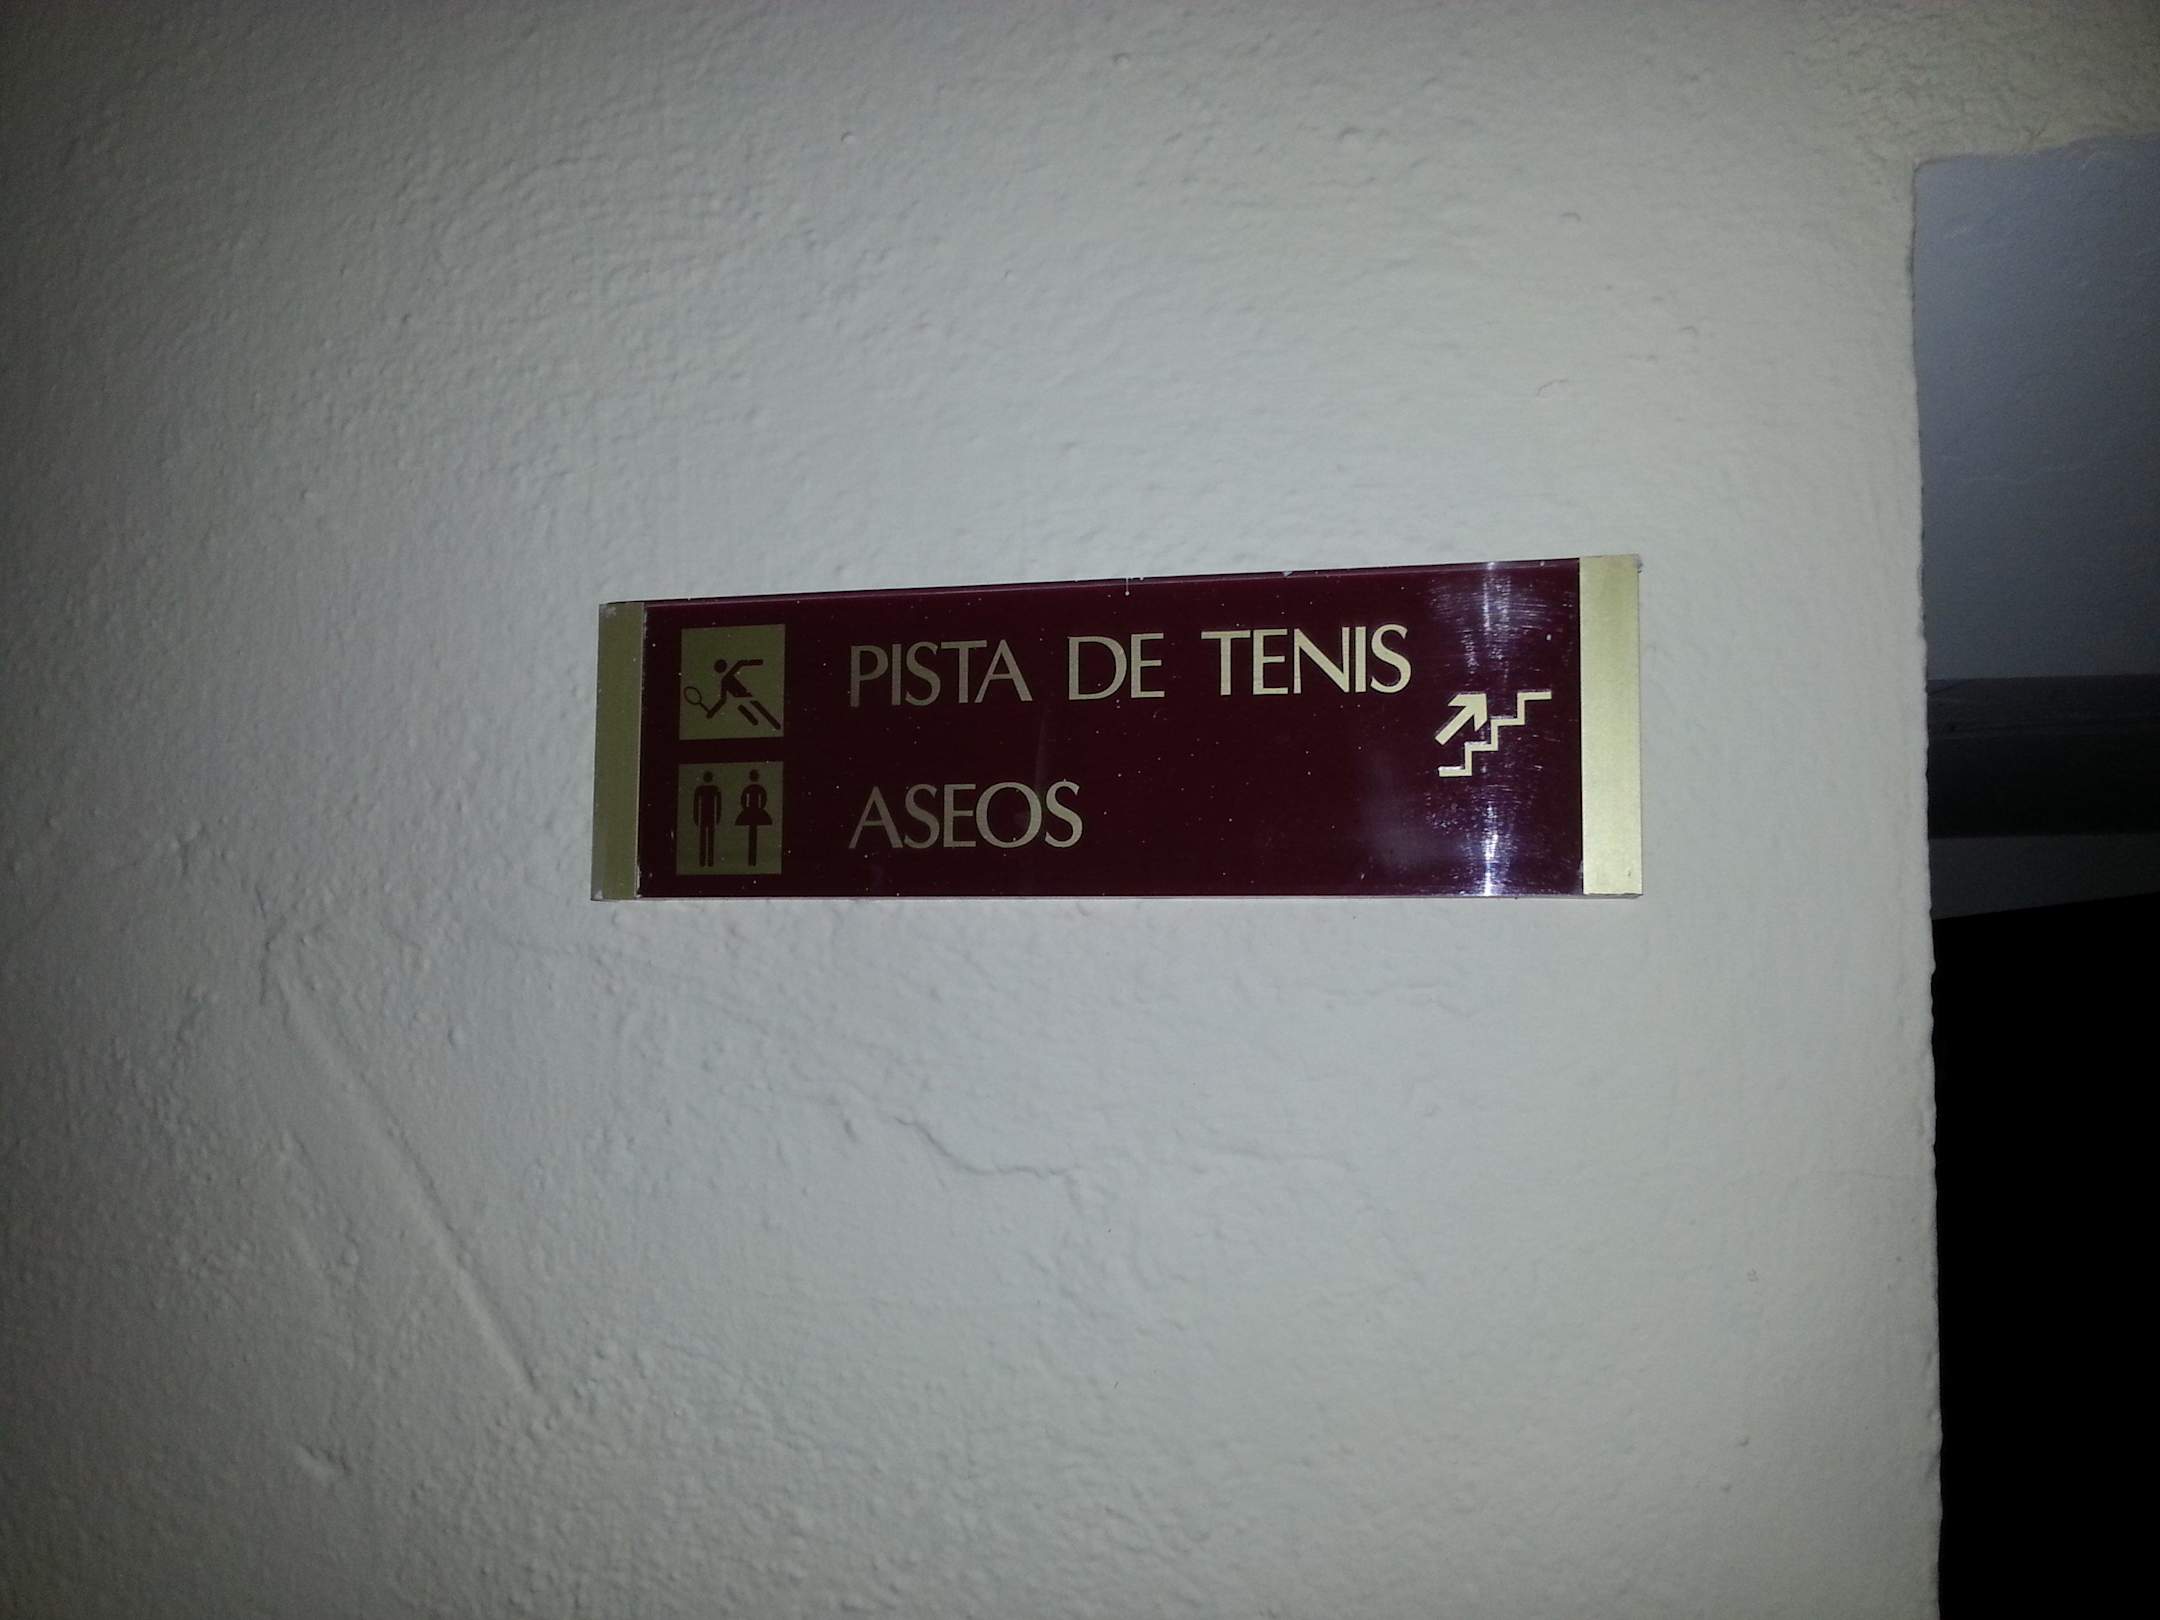 PISTA DE TENIS
ASEOS